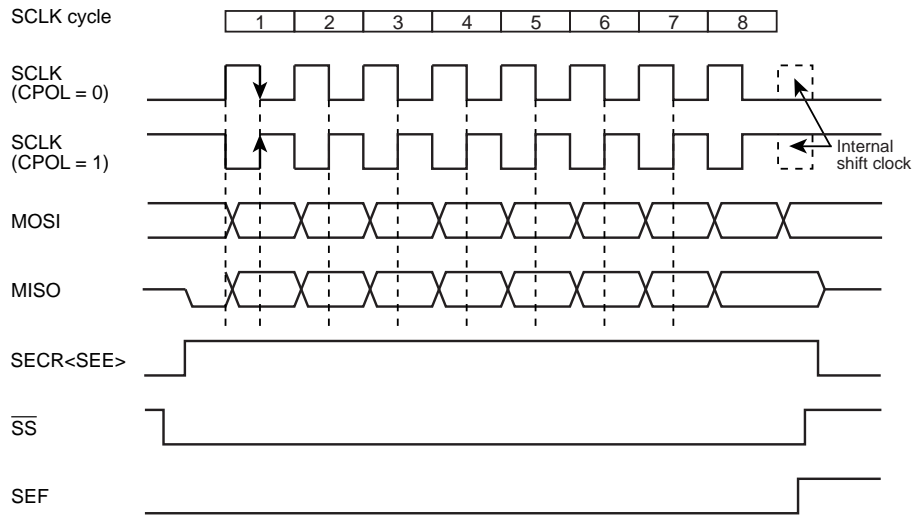 SCLK cycle
1 2 3 4 5 6 7 8
SCLK
(CPOL = 0)
SCLK
(CPOL = 1)
Internal
shift clock
MOSI
MISO
SECR<SEE>
SS
SEF